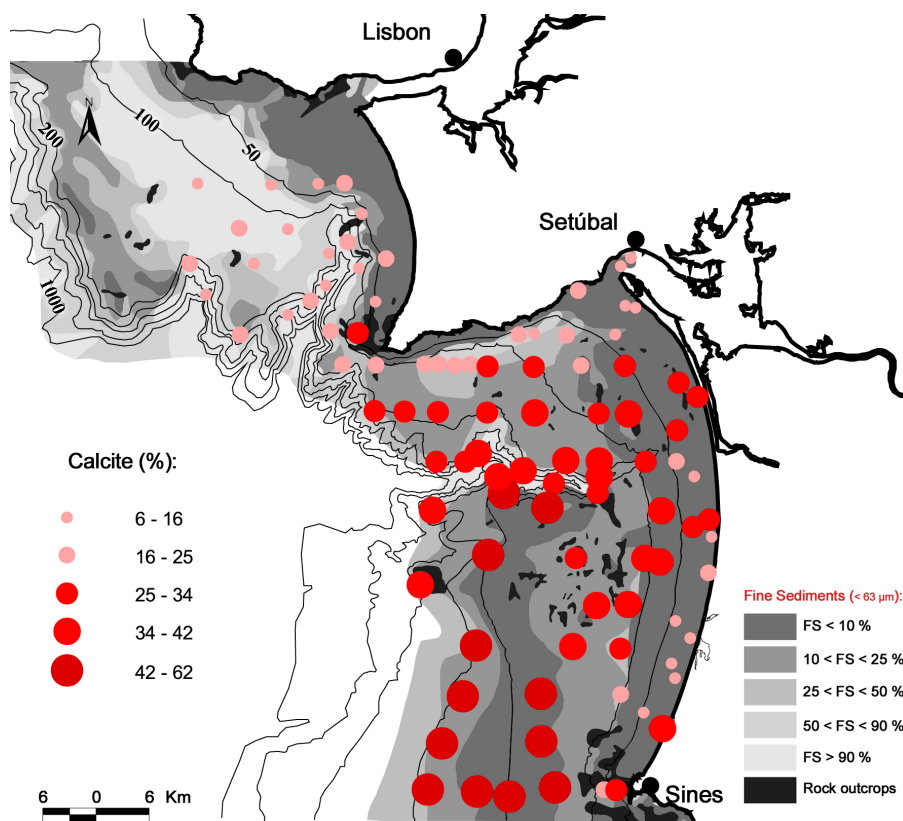 Lisbon
N
200
100
50
1000
Setúbal
Calcite (%):
6 - 16
16 - 25
25 - 34
34 - 42
42 - 62
Fine Sediments (< 63 µm):
FS < 10 %
10 < FS < 25 %
25 < FS < 50 %
50 < FS < 90 %
FS > 90 %
Rock outcrops
Sines
6 0 6 Km